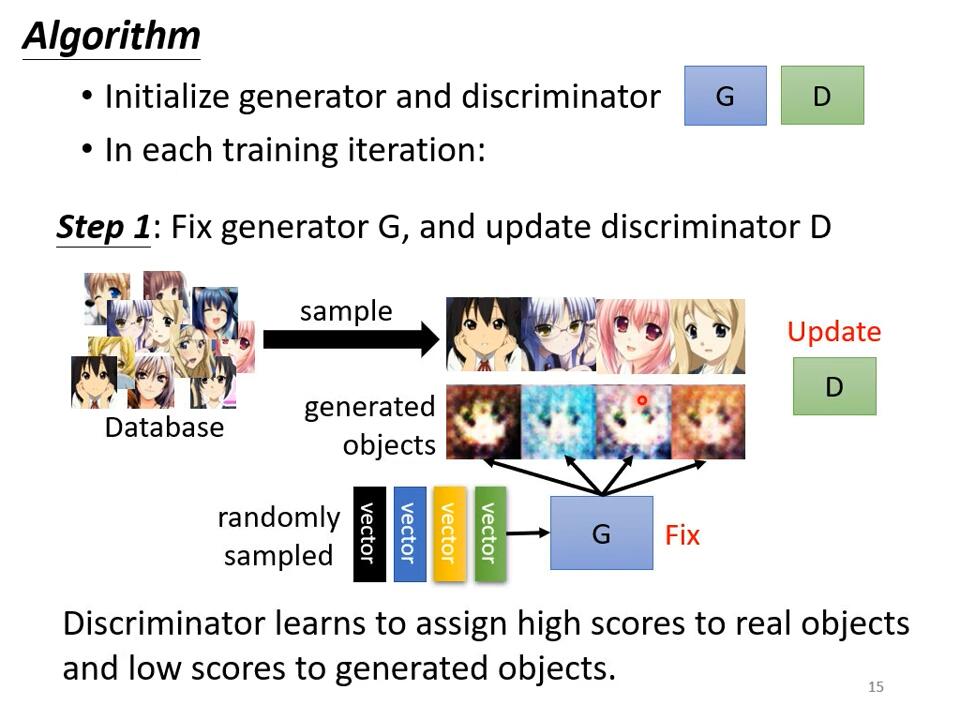 Algorithm
• Initialize generator and discriminator
G
D
• In each training iteration:
Step 1: Fix generator G, and update discriminator D
sample
Database
generated
objects
Update
D
randomly
sampled
vector
vector
vector
vector
G
Fix
Discriminator learns to assign high scores to real objects
and low scores to generated objects.
15